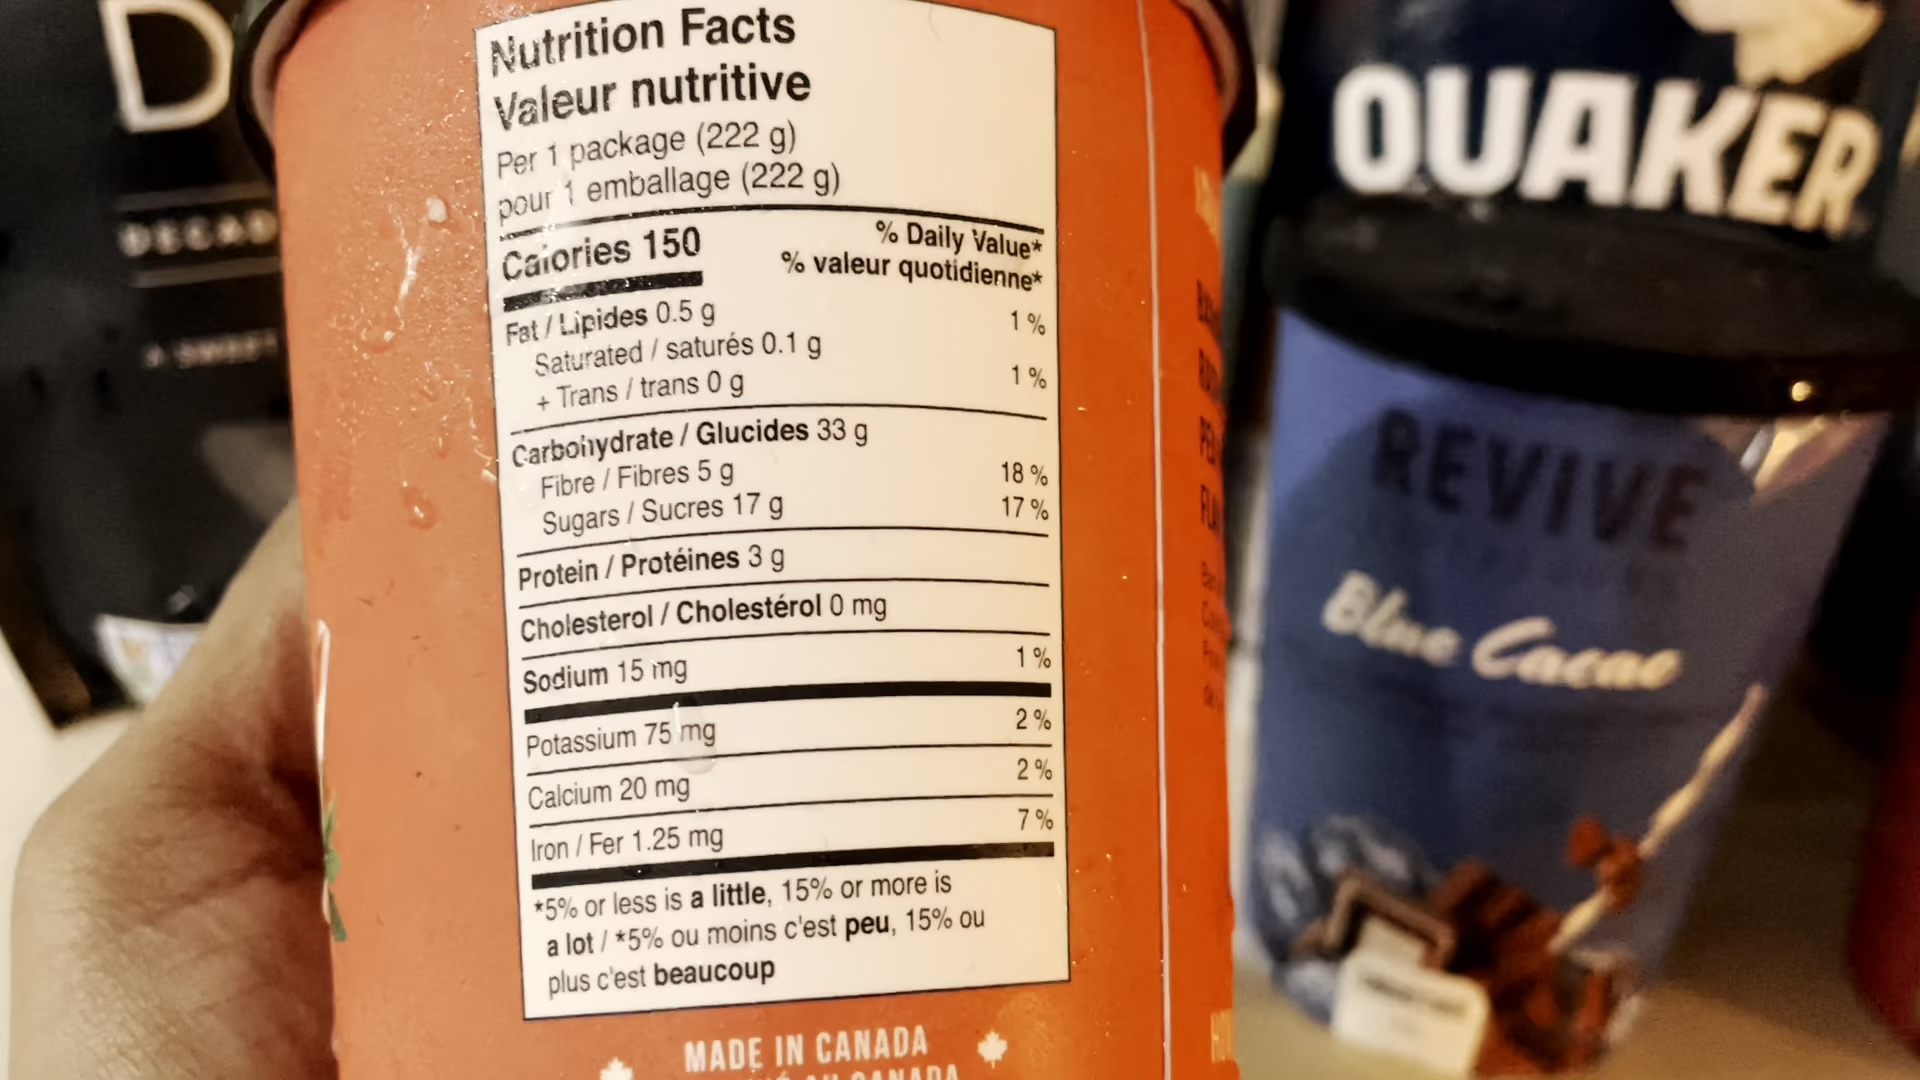 Nutrition Facts
Valeur nutritive
Per 1 package (222 g)
pour 1 emballage (222 g)
Calories 150
% Daily Value*
% valeur quotidienne*
Fat / Lipides 0.5 g 1 %
Saturated / saturés 0.1 g
+ Trans / trans 0 g 1 %
Carbohydrate / Glucides 33 g
Fibre / Fibres 5 g 18 %
Sugars / Sucres 17 g 17 %
Protein / Protéines 3 g
Cholesterol / Cholestérol 0 mg
Sodium 15 mg 1 %
Potassium 75 mg 2 %
Calcium 20 mg 2 %
Iron / Fer 1.25 mg 7 %
*5% or less is a little, 15% or more is
a lot / *5% ou moins c'est peu, 15% ou
plus c'est beaucoup
MADE IN CANADA
AU CANADA
D
DECAD
A SWEET
QUAKER
REVIVE
Blue Cacao